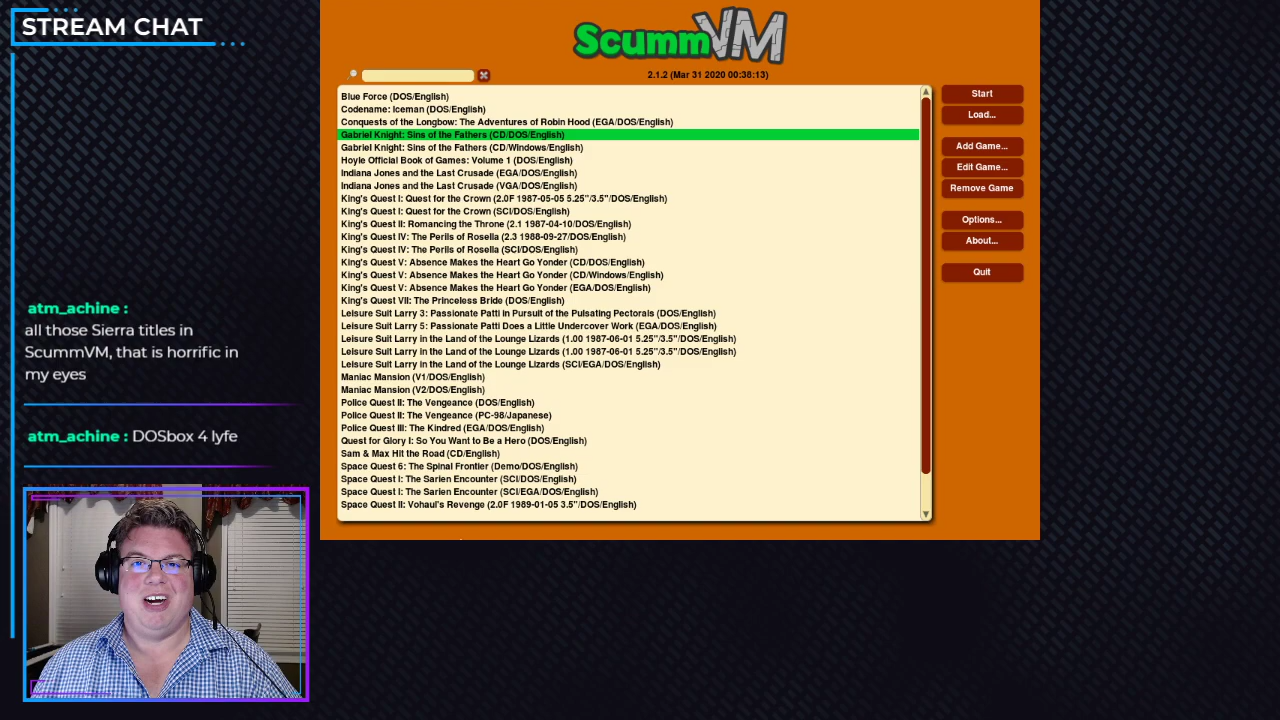 STREAM CHAT
atm_achine :
all those Sierra titles in
ScummVM, that is horrific in
my eyes
atm_achine : DOSbox 4 lyfe
ScummVM
2.1.2 (Mar 31 2020 00:38:13)
Blue Force (DOS/English)
Codename: Iceman (DOS/English)
Conquests of the Longbow: The Adventures of Robin Hood (EGA/DOS/English)
Gabriel Knight: Sins of the Fathers (CD/DOS/English)
Gabriel Knight: Sins of the Fathers (CD/Windows/English)
Hoyle Official Book of Games: Volume 1 (DOS/English)
Indiana Jones and the Last Crusade (EGA/DOS/English)
Indiana Jones and the Last Crusade (VGA/DOS/English)
King's Quest I: Quest for the Crown (2.0F 1987-05-05 5.25"/3.5"/DOS/English)
King's Quest I: Quest for the Crown (SCI/DOS/English)
King's Quest II: Romancing the Throne (2.1 1987-04-10/DOS/English)
King's Quest IV: The Perils of Rosella (2.3 1988-09-27/DOS/English)
King's Quest IV: The Perils of Rosella (SCI/DOS/English)
King's Quest V: Absence Makes the Heart Go Yonder (CD/DOS/English)
King's Quest V: Absence Makes the Heart Go Yonder (CD/Windows/English)
King's Quest V: Absence Makes the Heart Go Yonder (EGA/DOS/English)
King's Quest VII: The Princeless Bride (DOS/English)
Leisure Suit Larry 3: Passionate Patti in Pursuit of the Pulsating Pectorals (DOS/English)
Leisure Suit Larry 5: Passionate Patti Does a Little Undercover Work (EGA/DOS/English)
Leisure Suit Larry in the Land of the Lounge Lizards (1.00 1987-06-01 5.25"/3.5"/DOS/English)
Leisure Suit Larry in the Land of the Lounge Lizards (1.00 1987-06-01 5.25"/3.5"/DOS/English)
Leisure Suit Larry in the Land of the Lounge Lizards (SCI/EGA/DOS/English)
Maniac Mansion (V1/DOS/English)
Maniac Mansion (V2/DOS/English)
Police Quest II: The Vengeance (DOS/English)
Police Quest II: The Vengeance (PC-98/Japanese)
Police Quest III: The Kindred (EGA/DOS/English)
Quest for Glory I: So You Want to Be a Hero (DOS/English)
Sam & Max Hit the Road (CD/English)
Space Quest 6: The Spinal Frontier (Demo/DOS/English)
Space Quest I: The Sarien Encounter (SCI/DOS/English)
Space Quest I: The Sarien Encounter (SCI/EGA/DOS/English)
Space Quest II: Vohaul's Revenge (2.0F 1989-01-05 3.5"/DOS/English)
Start
Load...
Add Game...
Edit Game...
Remove Game
Options...
About...
Quit